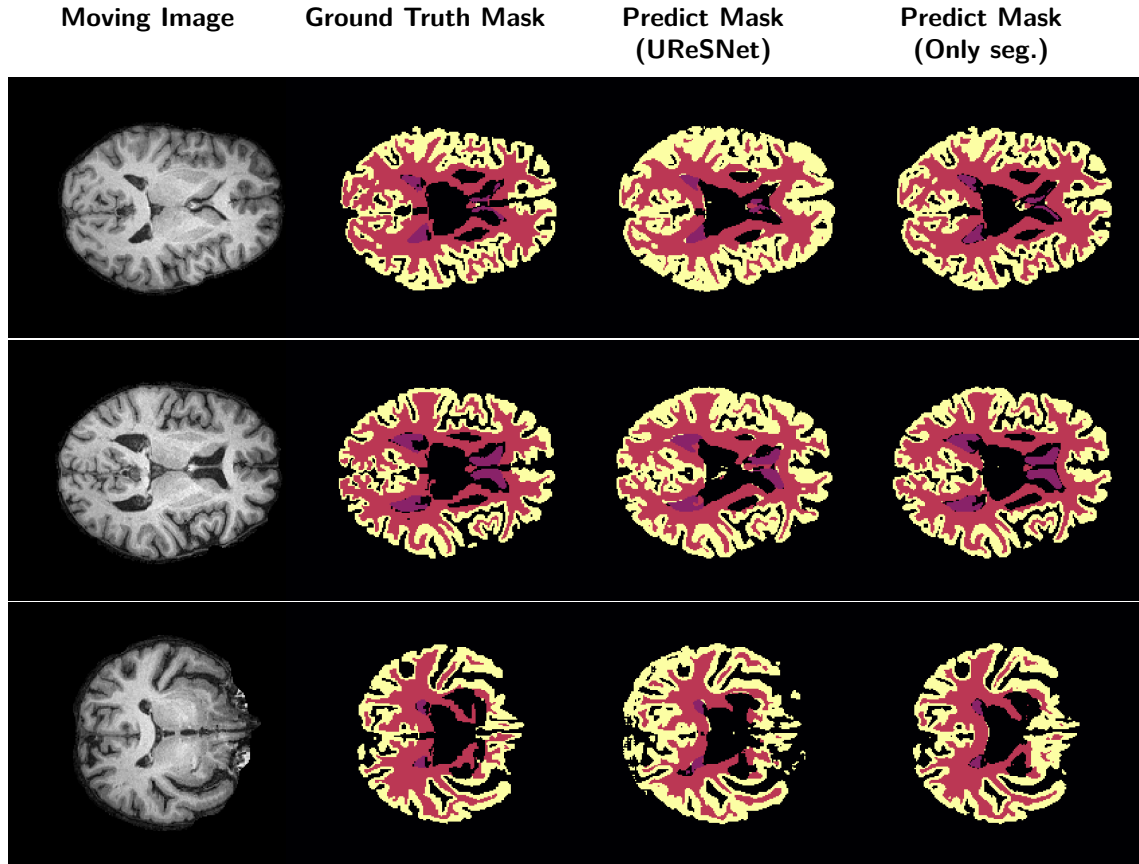 Moving Image
Ground Truth Mask
Predict Mask
(UReSNet)
Predict Mask
(Only seg.)